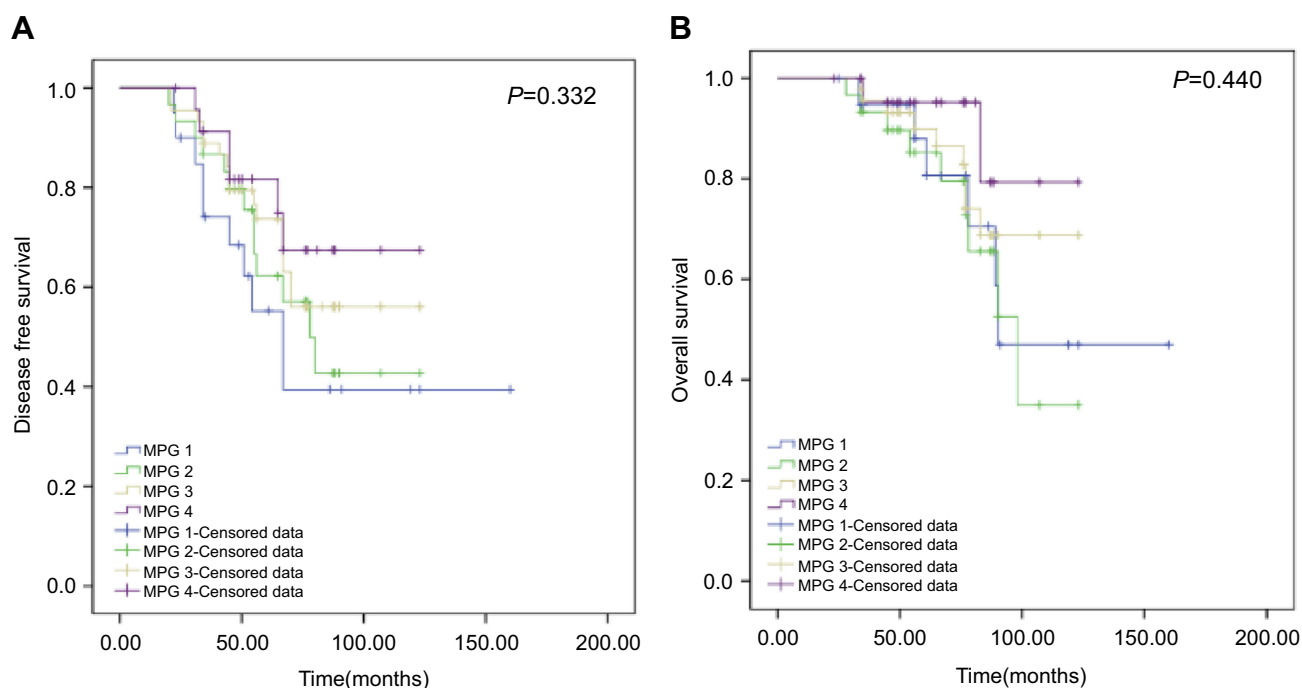 A
P=0.332
Disease free survival
1.0
0.8
0.6
0.4
0.2
0.0
MPG 1
MPG 2
MPG 3
MPG 4
MPG 1-Censored data
MPG 2-Censored data
MPG 3-Censored data
MPG 4-Censored data
0.00 50.00 100.00 150.00 200.00
Time(months)
B
P=0.440
Overall survival
1.0
0.8
0.6
0.4
0.2
0.0
MPG 1
MPG 2
MPG 3
MPG 4
MPG 1-Censored data
MPG 2-Censored data
MPG 3-Censored data
MPG 4-Censored data
0.00 50.00 100.00 150.00 200.00
Time(months)